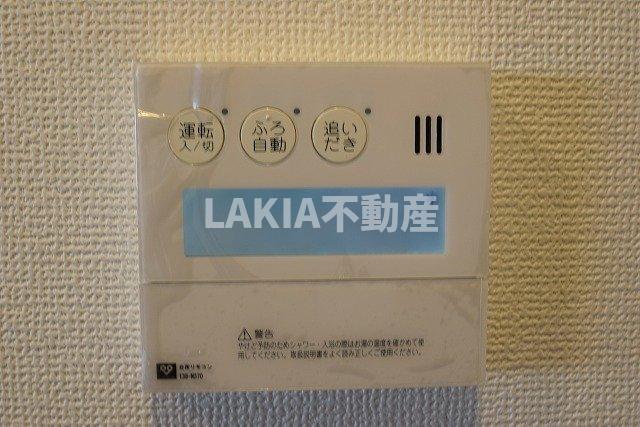 運転
入/切
ふろ
自動
追い
だき
LAKIA不動産
警告
やけど予防のためシャワー・入浴の際はお湯の温度を確かめて使
用してください。取扱説明書をよく読み正しくご使用ください。
台所リモコン
138-N370